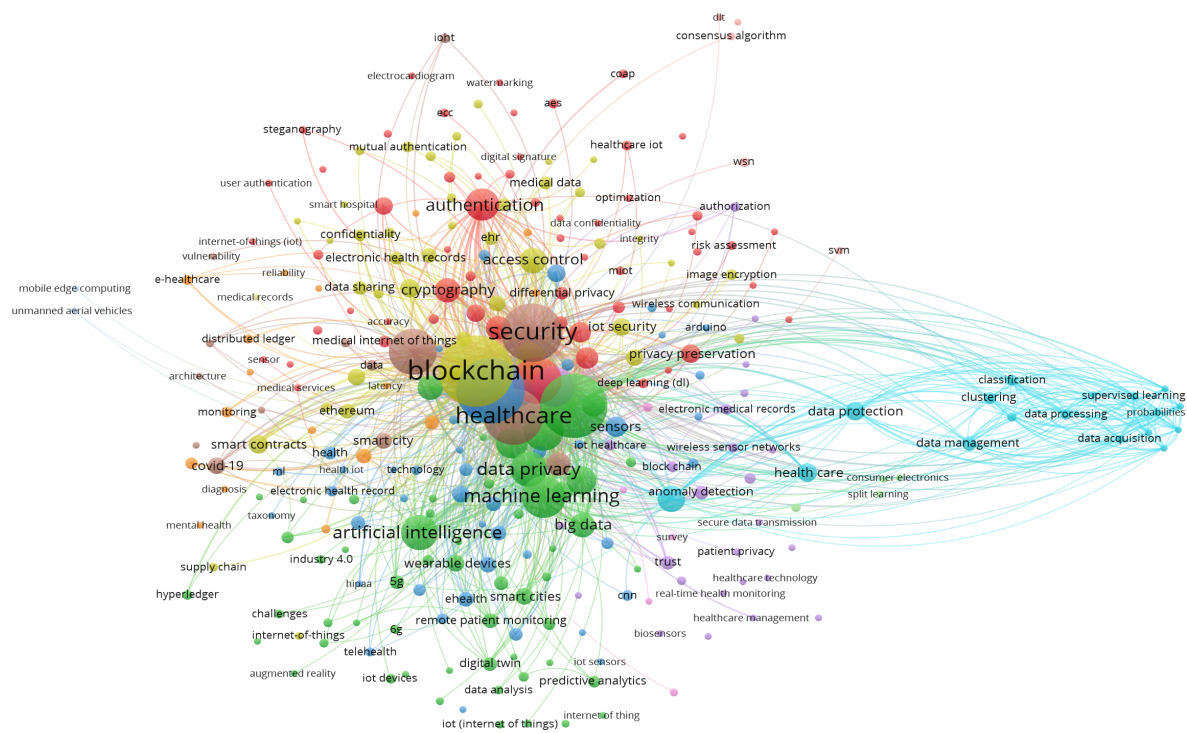 dlt
consensus algorithm
ioht
electrocardiogram
watermarking
coap
aes
ecc
steganography
mutual authentication
digital signature
healthcare iot
wsn
user authentication
medical data
smart hospital
authentication
optimization
authorization
data confidentiality
confidentiality
ehr
integrity
internet-of-things (iot)
vulnerability
electronic health records
access control
risk assessment
svm
e-healthcare
reliability
miot
image encryption
mobile edge computing
data sharing
cryptography
differential privacy
medical records
wireless communication
unmanned aerial vehicles
accuracy
security
iot security
arduino
distributed ledger
medical internet of things
sensor
data
privacy preservation
architecture
blockchain
medical services
latency
deep learning (dl)
classification
clustering
supervised learning
monitoring
ethereum
healthcare
sensors
electronic medical records
data protection
data processing
probabilities
smart contracts
smart city
iot healthcare
wireless sensor networks
data management
data acquisition
health
covid-19
ml
health iot
technology
data privacy
block chain
health care
consumer electronics
diagnosis
electronic health record
machine learning
anomaly detection
split learning
taxonomy
mental health
artificial intelligence
big data
secure data transmission
survey
industry 4.0
wearable devices
trust
patient privacy
supply chain
hipaa
5g
healthcare technology
hyperledger
ehealth
smart cities
cnn
real-time health monitoring
challenges
remote patient monitoring
healthcare management
internet-of-things
6g
biosensors
telehealth
digital twin
iot sensors
augmented reality
iot devices
data analysis
predictive analytics
internet of thing
iot (internet of things)